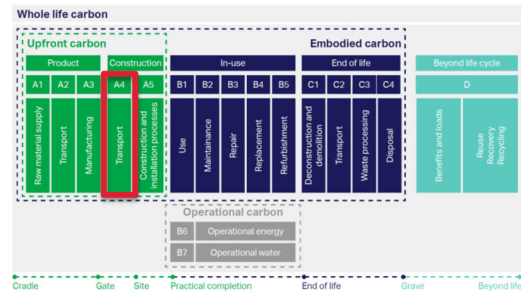 Whole life carbon
Upfront carbon
Embodied carbon
Product
Construction
In-use
End of life
Beyond life cycle
A1
A2
A3
A4
A5
B1
B2
B3
B4
B5
C1
C2
C3
C4
D
Raw material supply
Transport
Manufacturing
Transport
Construction and
installation processes
Use
Maintainance
Repair
Replacement
Refurbishment
Deconstruction and
demolition
Transport
Waste processing
Disposal
Benefits and loads
Reuse
Recovery
Recycling
Operational carbon
B6
Operational energy
B7
Operational water
Cradle
Gate
Site
Practical completion
End of life
Grave
Beyond life